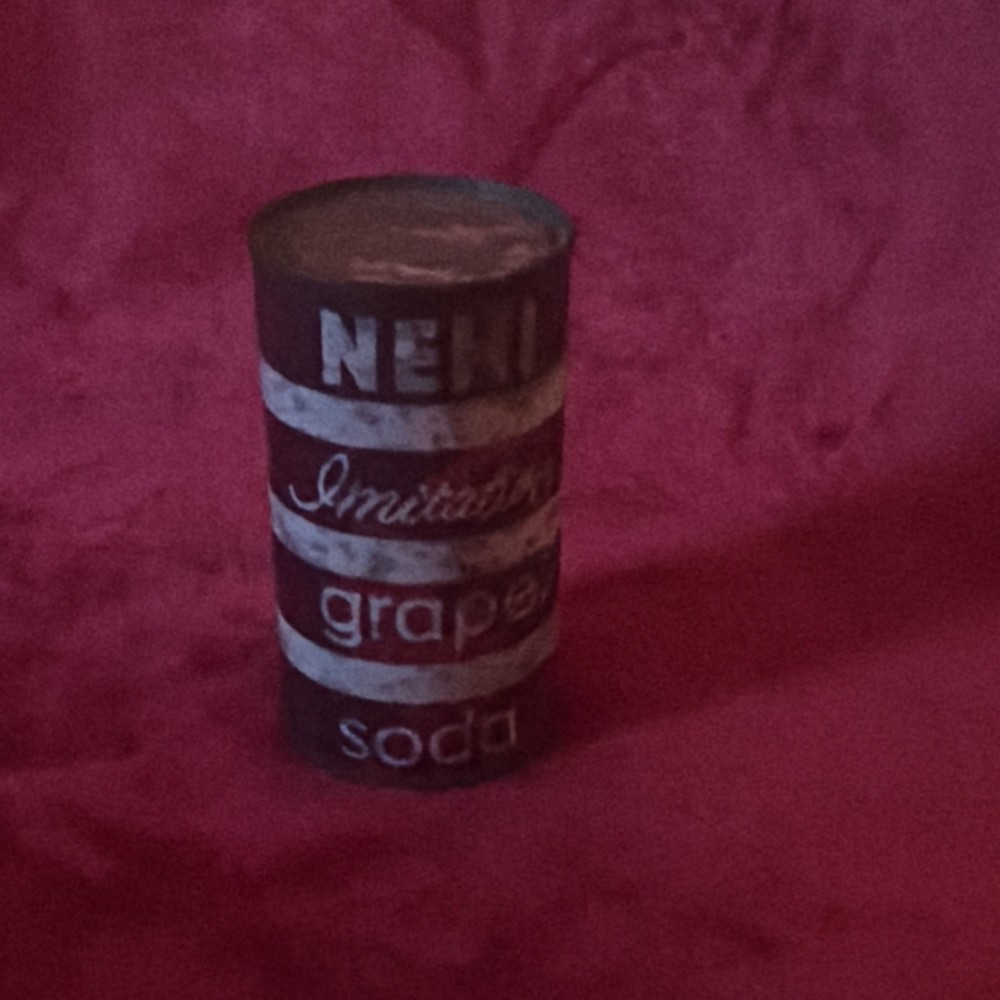 NEHI
Imitation
grape
soda